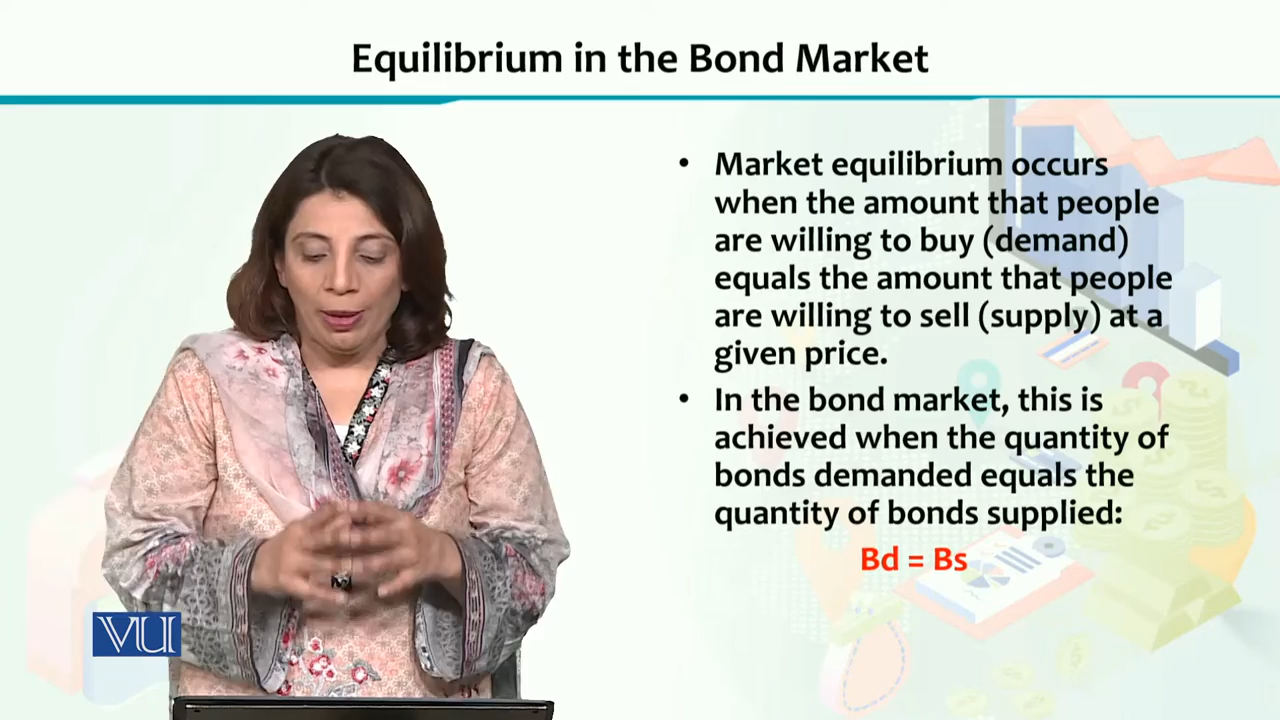 Equilibrium in the Bond Market
• Market equilibrium occurs
when the amount that people
are willing to buy (demand)
equals the amount that people
are willing to sell (supply) at a
given price.
• In the bond market, this is
achieved when the quantity of
bonds demanded equals the
quantity of bonds supplied:
Bd = Bs
VU